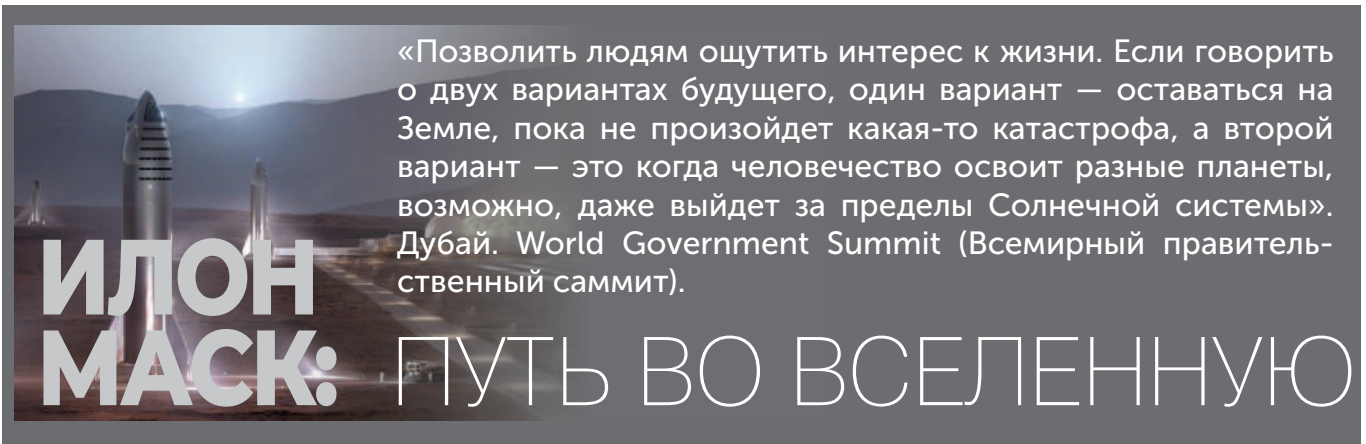 «Позволить людям ощутить интерес к жизни. Если говорить
о двух вариантах будущего, один вариант — оставаться на
Земле, пока не произойдет какая-то катастрофа, а второй
вариант — это когда человечество освоит разные планеты,
возможно, даже выйдет за пределы Солнечной системы».
Дубай. World Government Summit (Всемирный правитель-
ственный саммит).
ИЛОН
МАСК: ПУТЬ ВО ВСЕЛЕННУЮ